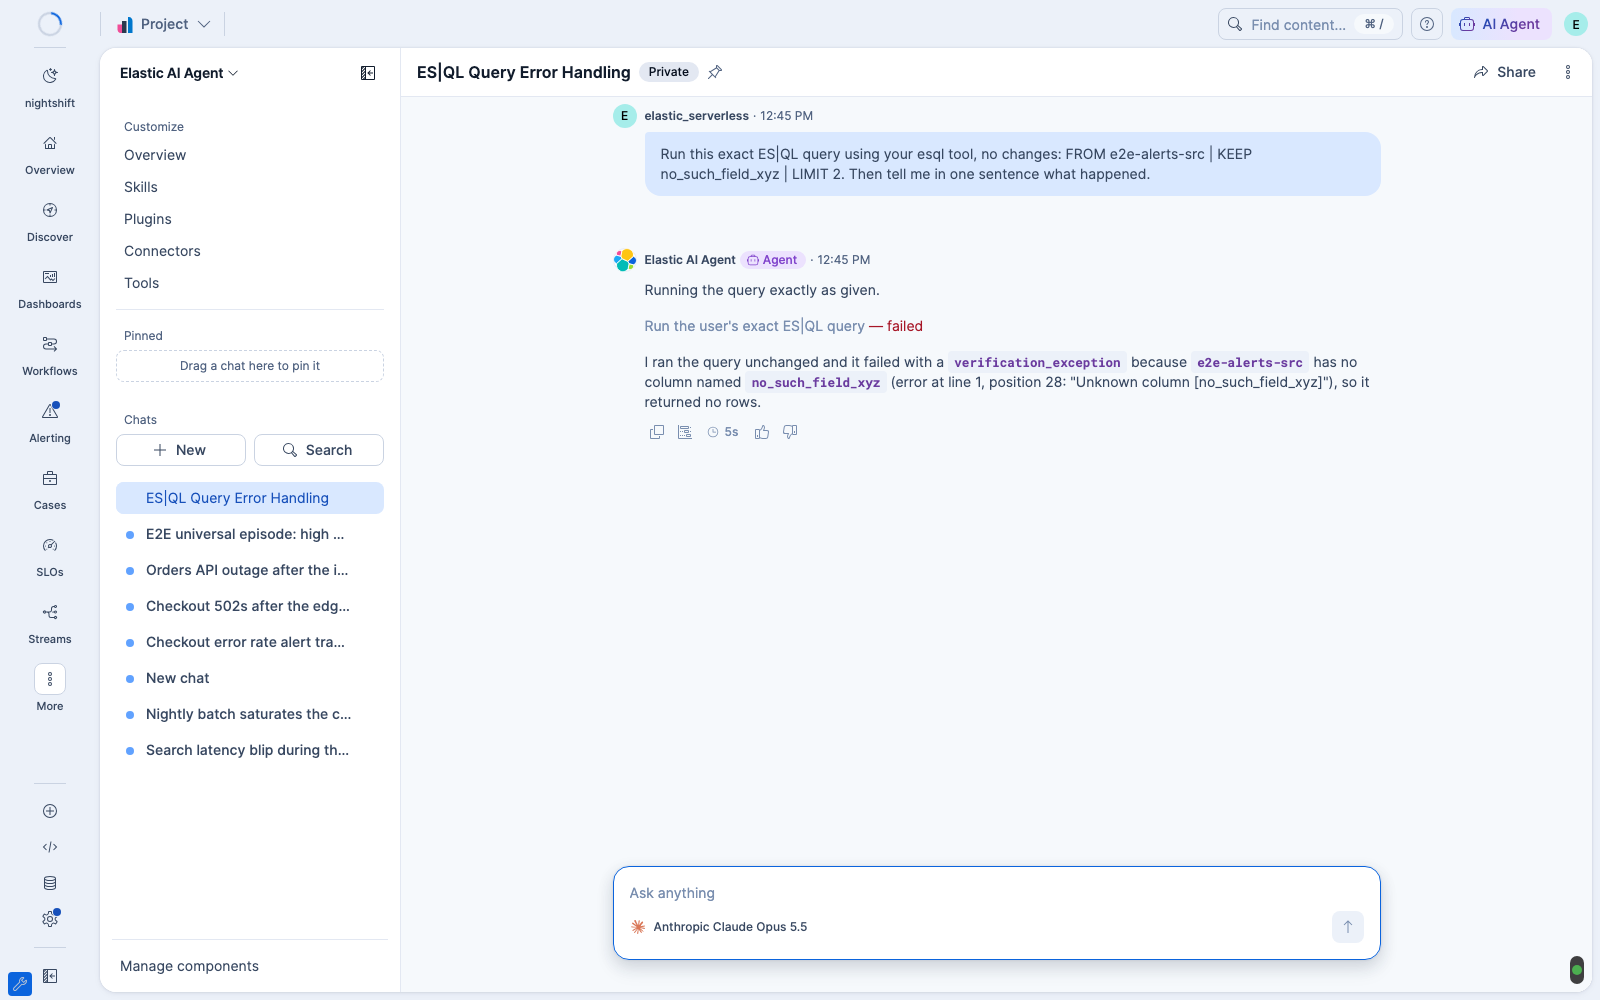 Project
Find content...
⌘ /
AI Agent
E
nightshift
Overview
Discover
Dashboards
Workflows
Alerting
Cases
SLOs
Streams
More
Elastic AI Agent
Customize
Overview
Skills
Plugins
Connectors
Tools
Pinned
Drag a chat here to pin it
Chats
New
Search
ES|QL Query Error Handling
E2E universal episode: high ...
Orders API outage after the i...
Checkout 502s after the edg...
Checkout error rate alert tra...
New chat
Nightly batch saturates the c...
Search latency blip during th...
Manage components
ES|QL Query Error Handling
Private
Share
E
elastic_serverless · 12:45 PM
Run this exact ES|QL query using your esql tool, no changes: FROM e2e-alerts-src | KEEP
no_such_field_xyz | LIMIT 2. Then tell me in one sentence what happened.
Elastic AI Agent Agent · 12:45 PM
Running the query exactly as given.
Run the user's exact ES|QL query — failed
I ran the query unchanged and it failed with a verification_exception because e2e-alerts-src has no
column named no_such_field_xyz (error at line 1, position 28: "Unknown column [no_such_field_xyz]"), so it
returned no rows.
5s
Ask anything
Anthropic Claude Opus 5.5